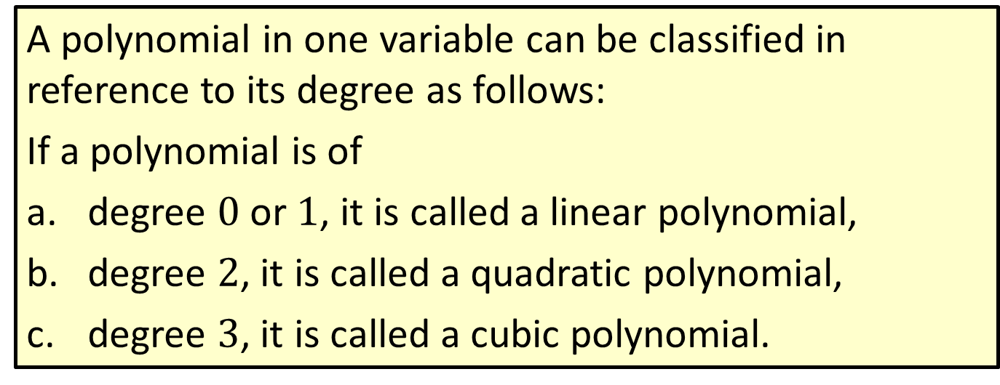 A polynomial in one variable can be classified in
reference to its degree as follows:
If a polynomial is of
a. degree 0 or 1, it is called a linear polynomial,
b. degree 2, it is called a quadratic polynomial,
c. degree 3, it is called a cubic polynomial.